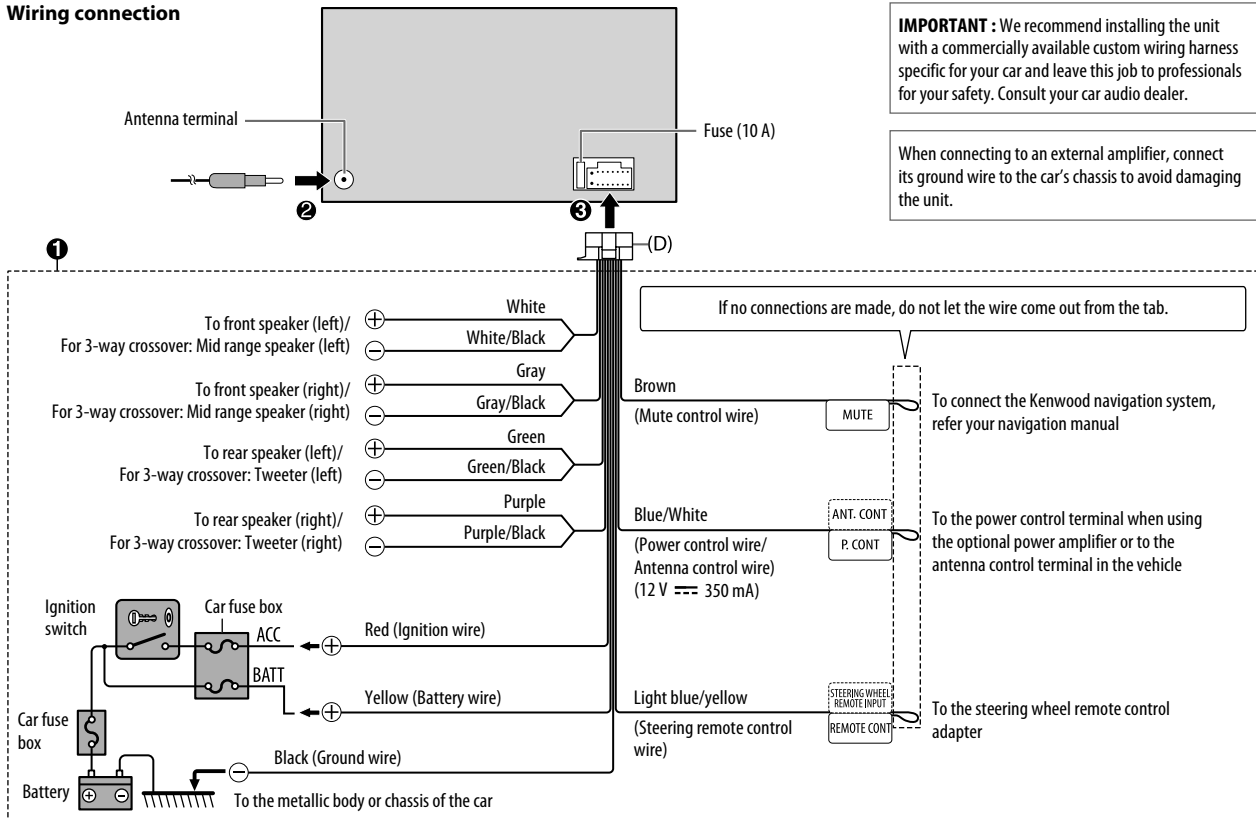 Wiring connection
IMPORTANT : We recommend installing the unit
with a commercially available custom wiring harness
specific for your car and leave this job to professionals
for your safety. Consult your car audio dealer.
Antenna terminal
Fuse (10 A)
When connecting to an external amplifier, connect
its ground wire to the car's chassis to avoid damaging
the unit.
2
3
(D)
1
If no connections are made, do not let the wire come out from the tab.
To front speaker (left)/
For 3-way crossover: Mid range speaker (left)
White
White/Black
To front speaker (right)/
For 3-way crossover: Mid range speaker (right)
Gray
Gray/Black
To rear speaker (left)/
For 3-way crossover: Tweeter (left)
Green
Green/Black
To rear speaker (right)/
For 3-way crossover: Tweeter (right)
Purple
Purple/Black
Brown
(Mute control wire)
MUTE
To connect the Kenwood navigation system,
refer your navigation manual
Blue/White
(Power control wire/
Antenna control wire)
(12 V ⎓ 350 mA)
ANT. CONT
P. CONT
To the power control terminal when using
the optional power amplifier or to the
antenna control terminal in the vehicle
Ignition
switch
Car fuse box
ACC
Red (Ignition wire)
BATT
Yellow (Battery wire)
Light blue/yellow
(Steering remote control
wire)
STEERING WHEEL
REMOTE INPUT
REMOTE CONT
To the steering wheel remote control
adapter
Car fuse
box
Black (Ground wire)
Battery
To the metallic body or chassis of the car